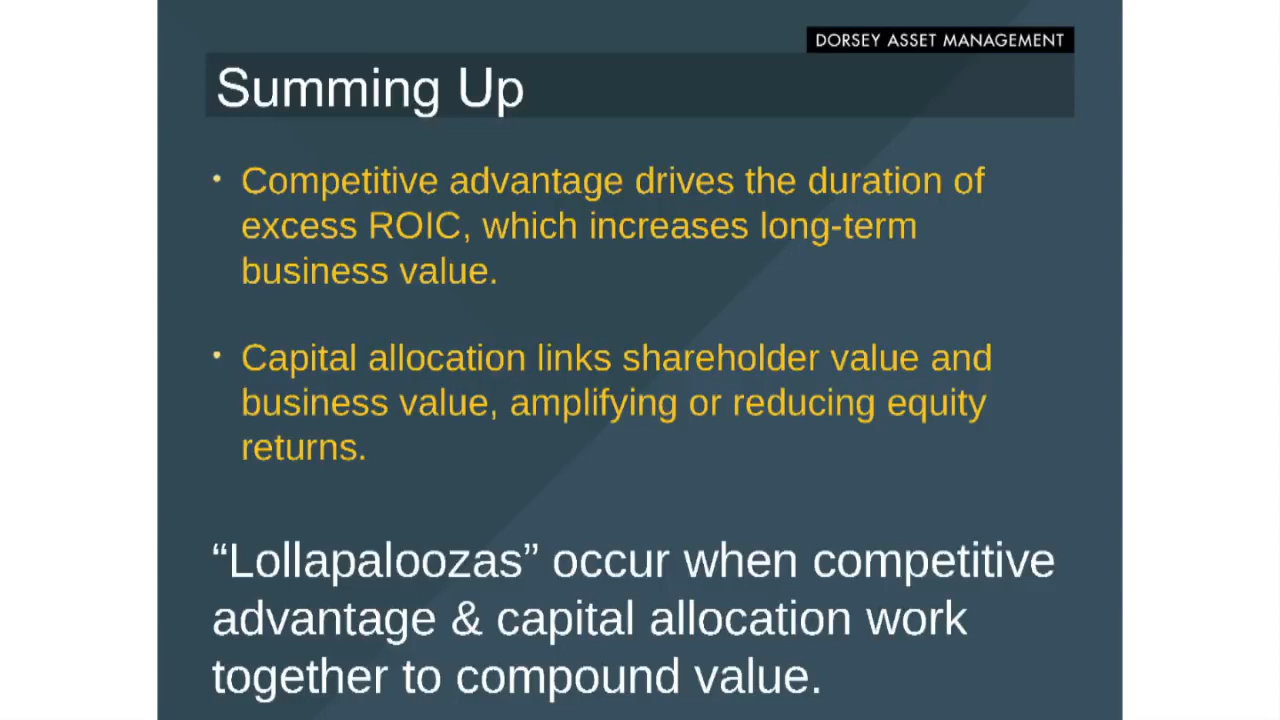 DORSEY ASSET MANAGEMENT
Summing Up
• Competitive advantage drives the duration of
excess ROIC, which increases long-term
business value.
• Capital allocation links shareholder value and
business value, amplifying or reducing equity
returns.
“Lollapaloozas” occur when competitive
advantage & capital allocation work
together to compound value.